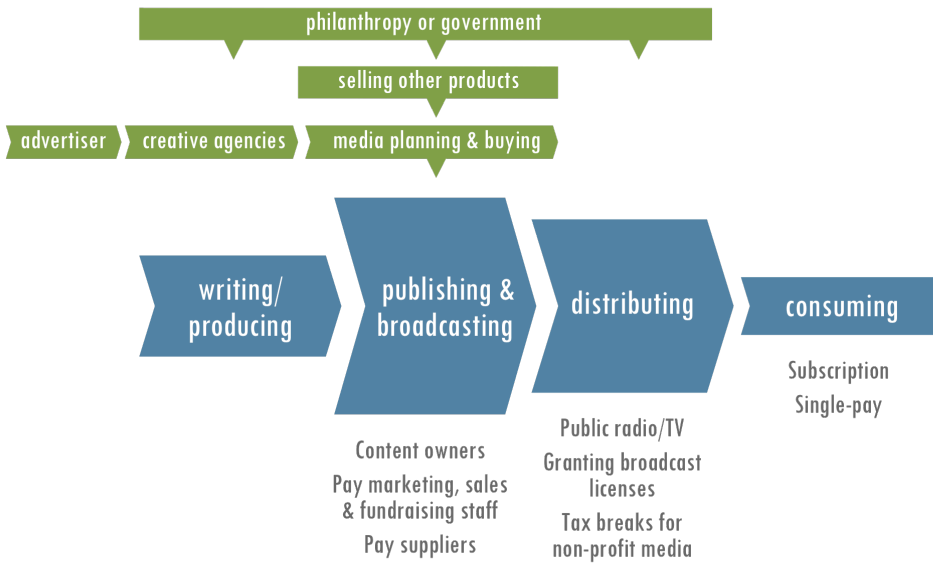 philanthropy or government
selling other products
advertiser
creative agencies
media planning & buying
writing/
producing
publishing &
broadcasting
distributing
consuming
Content owners
Pay marketing, sales
& fundraising staff
Pay suppliers
Public radio/TV
Granting broadcast
licenses
Tax breaks for
non-profit media
Subscription
Single-pay